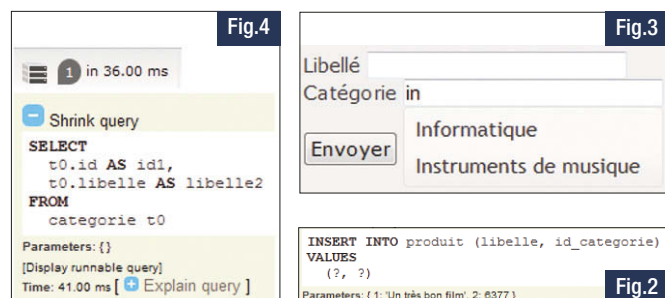 Fig.4
1 in 36.00 ms
Shrink query
SELECT
t0.id AS id1,
t0.libelle AS libelle2
FROM
categorie t0
Parameters: {}
[Display runnable query]
Time: 41.00 ms [ Explain query ]
Fig.3
Libellé
Catégorie in
Informatique
Instruments de musique
Envoyer
INSERT INTO produit (libelle, id_categorie)
VALUES
(?, ?)
Fig.2
Parameters: { 1: 'Un très bon film', 2: 6377 }